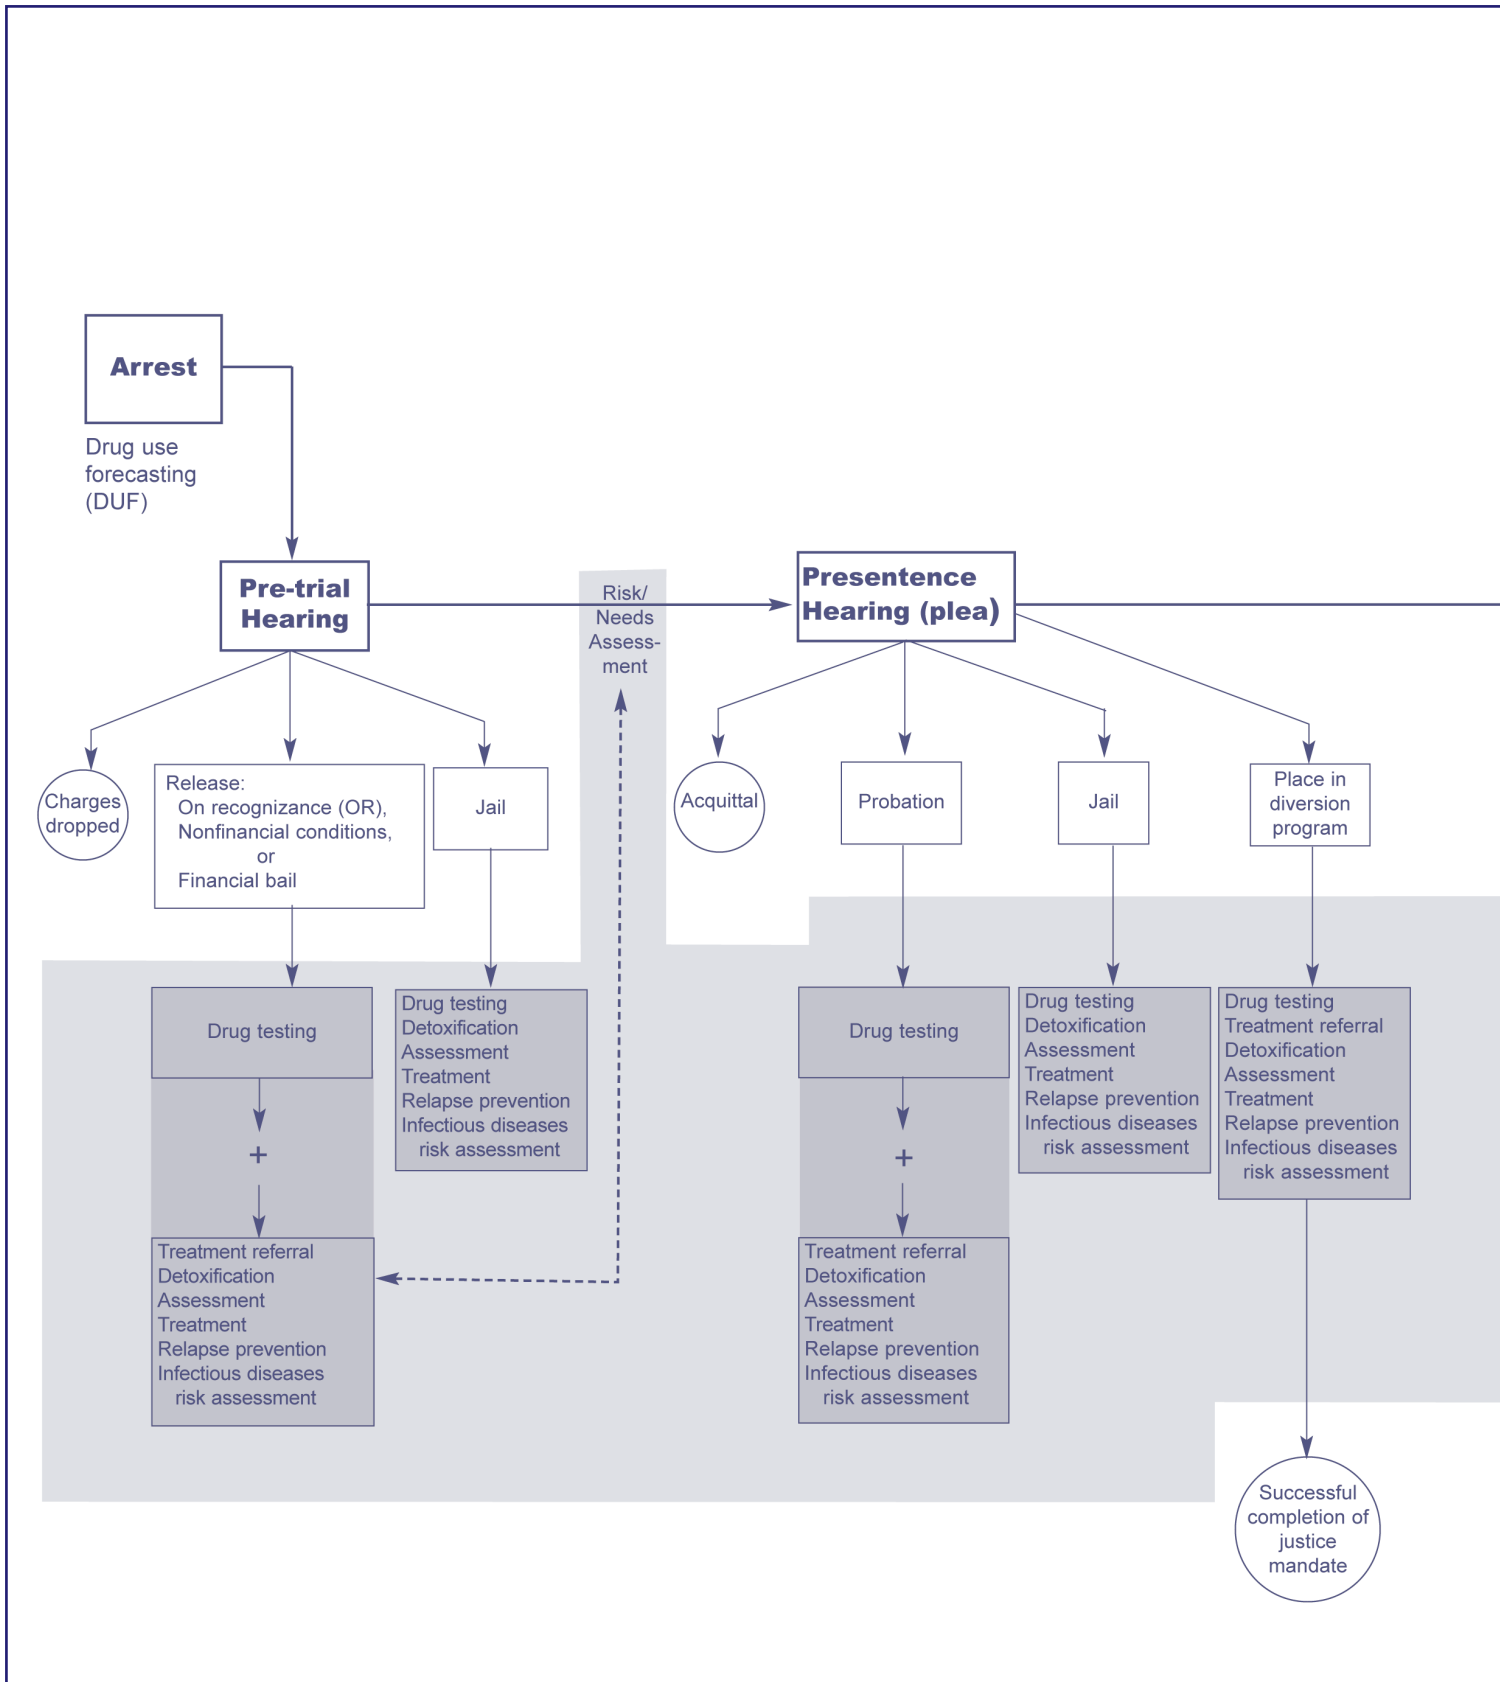 Arrest
Drug use
forecasting
(DUF)
Pre-trial
Hearing
Risk/
Needs
Assess-
ment
Presentence
Hearing (plea)
Charges
dropped
Release:
On recognizance (OR),
Nonfinancial conditions,
or
Financial bail
Jail
Acquittal
Probation
Jail
Place in
diversion
program
Drug testing
+
Treatment referral
Detoxification
Assessment
Treatment
Relapse prevention
Infectious diseases
risk assessment
Drug testing
Detoxification
Assessment
Treatment
Relapse prevention
Infectious diseases
risk assessment
Drug testing
+
Treatment referral
Detoxification
Assessment
Treatment
Relapse prevention
Infectious diseases
risk assessment
Drug testing
Detoxification
Assessment
Treatment
Relapse prevention
Infectious diseases
risk assessment
Drug testing
Treatment referral
Detoxification
Assessment
Treatment
Relapse prevention
Infectious diseases
risk assessment
Successful
completion of
justice
mandate